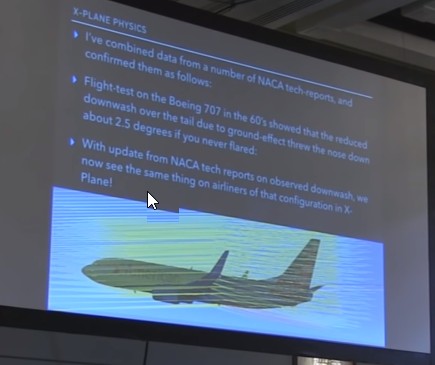 X-PLANE PHYSICS
I've combined data from a number of NACA tech-reports, and
confirmed them as follows:
Flight-test on the Boeing 707 in the 60's showed that the reduced
downwash over the tail due to ground-effect threw the nose down
about 2.5 degrees if you never flared:
With update from NACA tech reports on observed downwash, we
now see the same thing on airliners of that configuration in X-
Plane!